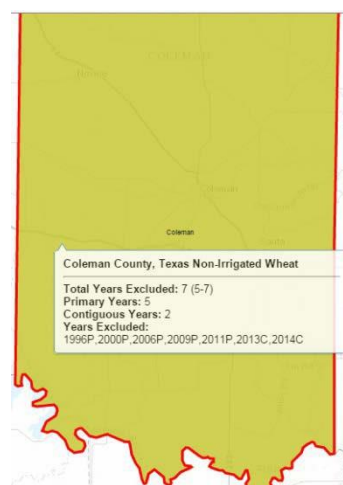 Coleman
Coleman County, Texas Non-Irrigated Wheat
Total Years Excluded: 7 (5-7)
Primary Years: 5
Contiguous Years: 2
Years Excluded:
1996P,2000P,2006P,2009P,2011P,2013C,2014C